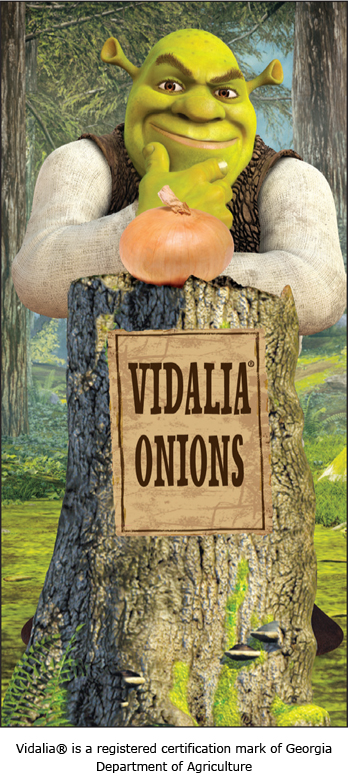 VIDALIA®
ONIONS
Vidalia® is a registered certification mark of Georgia
Department of Agriculture